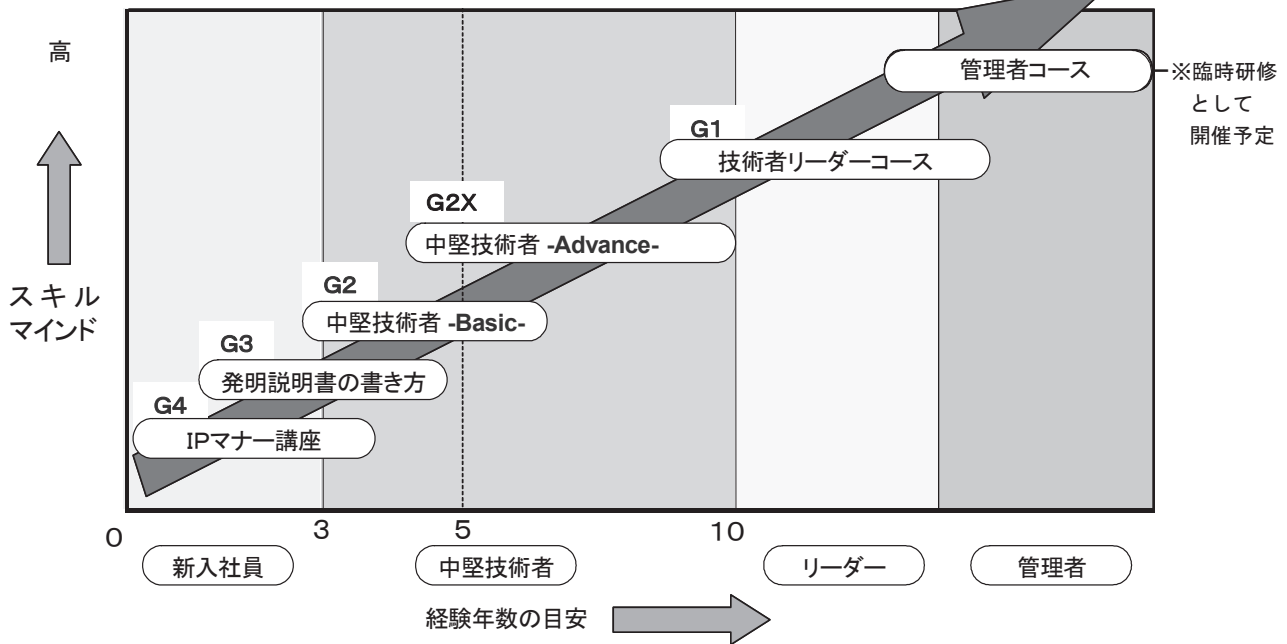 高
管理者コース
※臨時研修
として
開催予定
G1
技術者リーダーコース
G2X
中堅技術者 -Advance-
スキル
マインド
G2
中堅技術者 -Basic-
G3
発明説明書の書き方
G4
IPマナー講座
0
3
5
10
新入社員
中堅技術者
リーダー
管理者
経験年数の目安